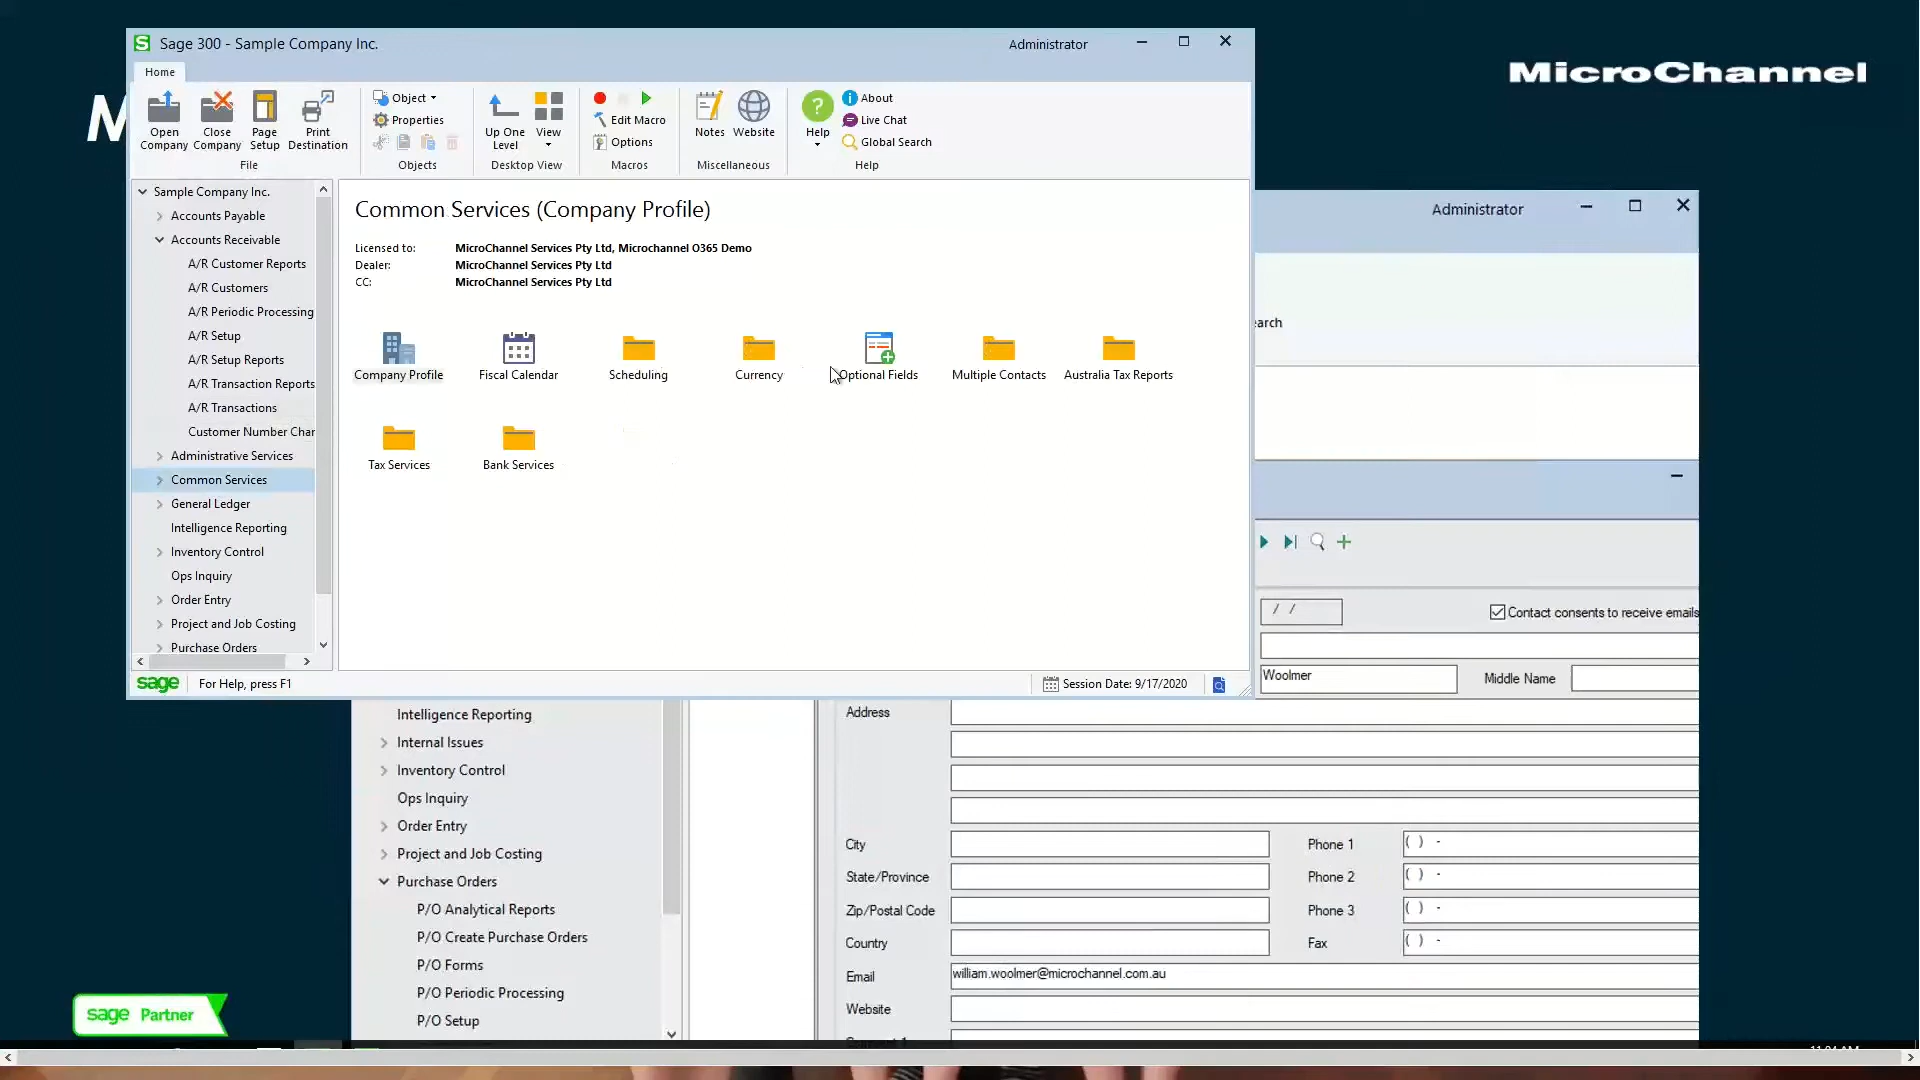 MicroChannel
M
Sage 300 - Sample Company Inc.
Administrator
Home
Open Company
Close Company
Page Setup
Print Destination
File
Object
Properties
Objects
Up One Level
View
Desktop View
Edit Macro
Options
Macros
Notes
Website
Miscellaneous
Help
About
Live Chat
Global Search
Help
Sample Company Inc.
Accounts Payable
Accounts Receivable
A/R Customer Reports
A/R Customers
A/R Periodic Processing
A/R Setup
A/R Setup Reports
A/R Transaction Reports
A/R Transactions
Customer Number Char
Administrative Services
Common Services
General Ledger
Intelligence Reporting
Inventory Control
Ops Inquiry
Order Entry
Project and Job Costing
Purchase Orders
Common Services (Company Profile)
Licensed to: MicroChannel Services Pty Ltd, Microchannel O365 Demo
Dealer: MicroChannel Services Pty Ltd
CC: MicroChannel Services Pty Ltd
Company Profile
Fiscal Calendar
Scheduling
Currency
Optional Fields
Multiple Contacts
Australia Tax Reports
Tax Services
Bank Services
sage
For Help, press F1
Session Date: 9/17/2020
Administrator
earch
/ /
Contact consents to receive emails
Woolmer
Middle Name
Intelligence Reporting
Internal Issues
Inventory Control
Ops Inquiry
Order Entry
Project and Job Costing
Purchase Orders
P/O Analytical Reports
P/O Create Purchase Orders
P/O Forms
P/O Periodic Processing
P/O Setup
Address
City
Phone 1 ( ) -
State/Province
Phone 2 ( ) -
Zip/Postal Code
Phone 3 ( ) -
Country
Fax ( ) -
Email william.woolmer@microchannel.com.au
Website
sage Partner